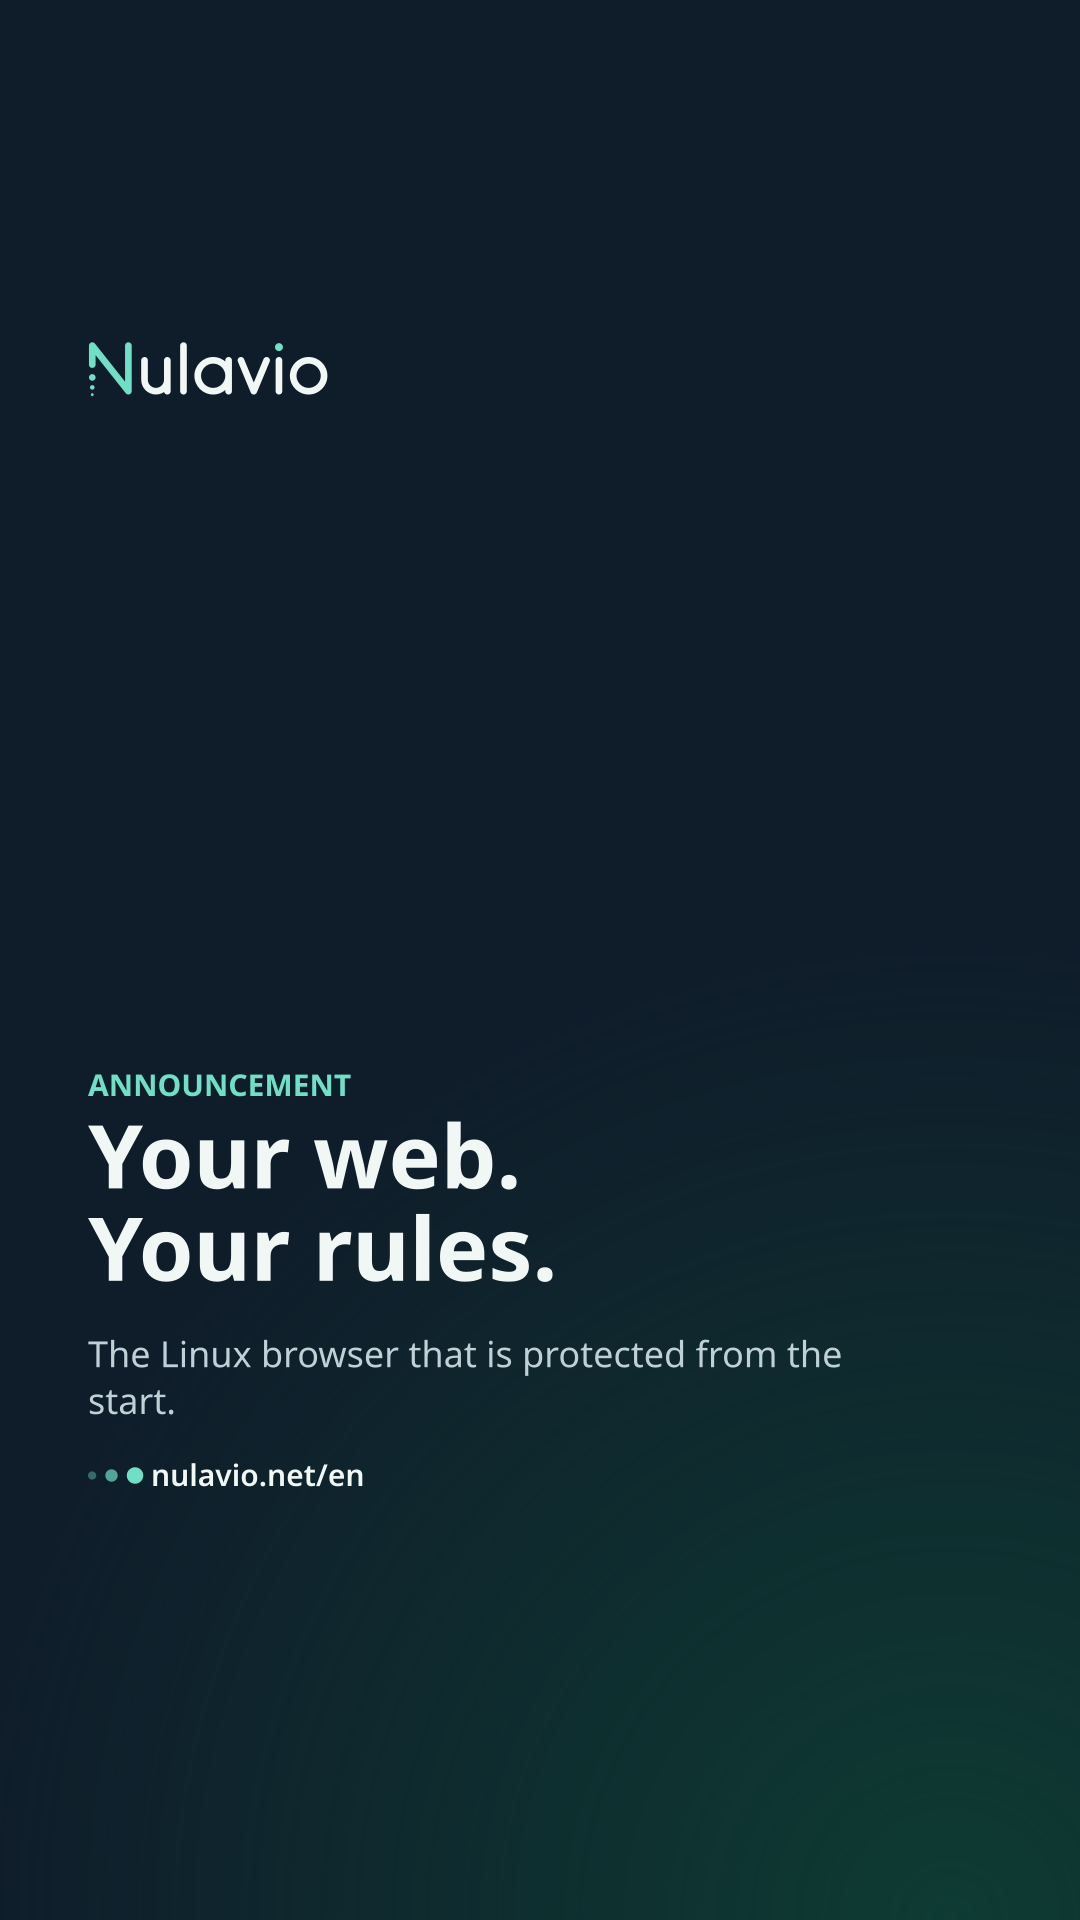 Nulavio
ANNOUNCEMENT
Your web.
Your rules.
The Linux browser that is protected from the
start.
nulavio.net/en